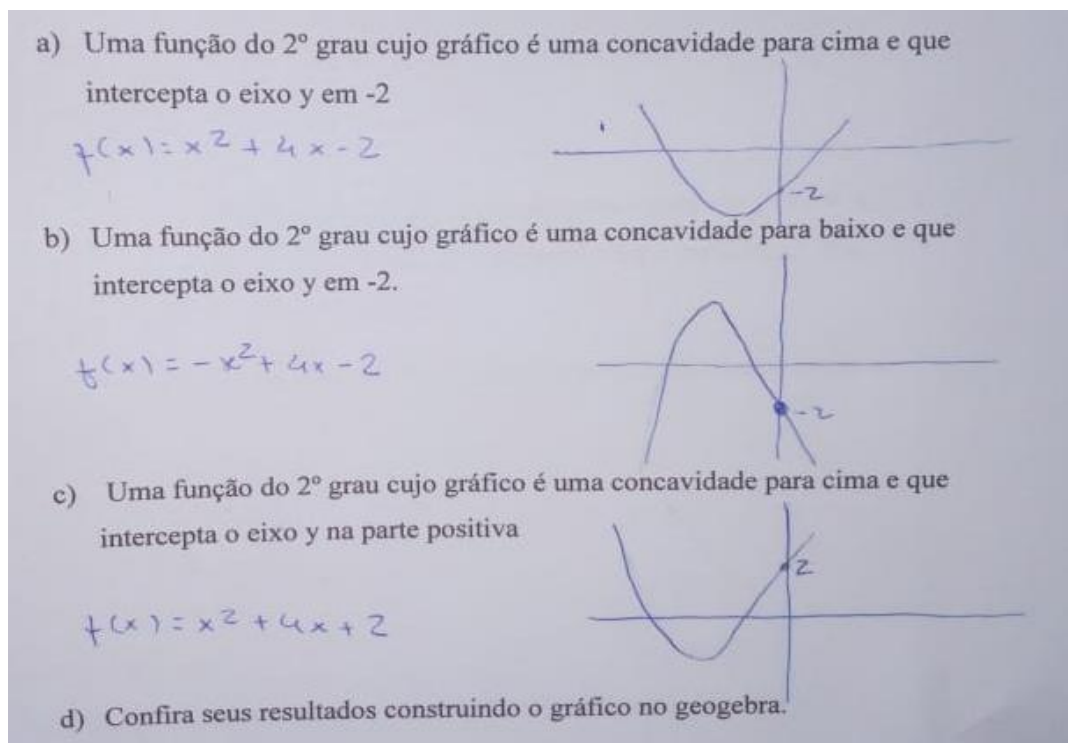 a) Uma função do 2º grau cujo gráfico é uma concavidade para cima e que
intercepta o eixo y em -2
f(x) = x² + 4x - 2
-2
b) Uma função do 2º grau cujo gráfico é uma concavidade para baixo e que
intercepta o eixo y em -2.
f(x) = - x² + 4x - 2
-2
c) Uma função do 2º grau cujo gráfico é uma concavidade para cima e que
intercepta o eixo y na parte positiva
2
f(x) = x² + 4x + 2
d) Confira seus resultados construindo o gráfico no geogebra.